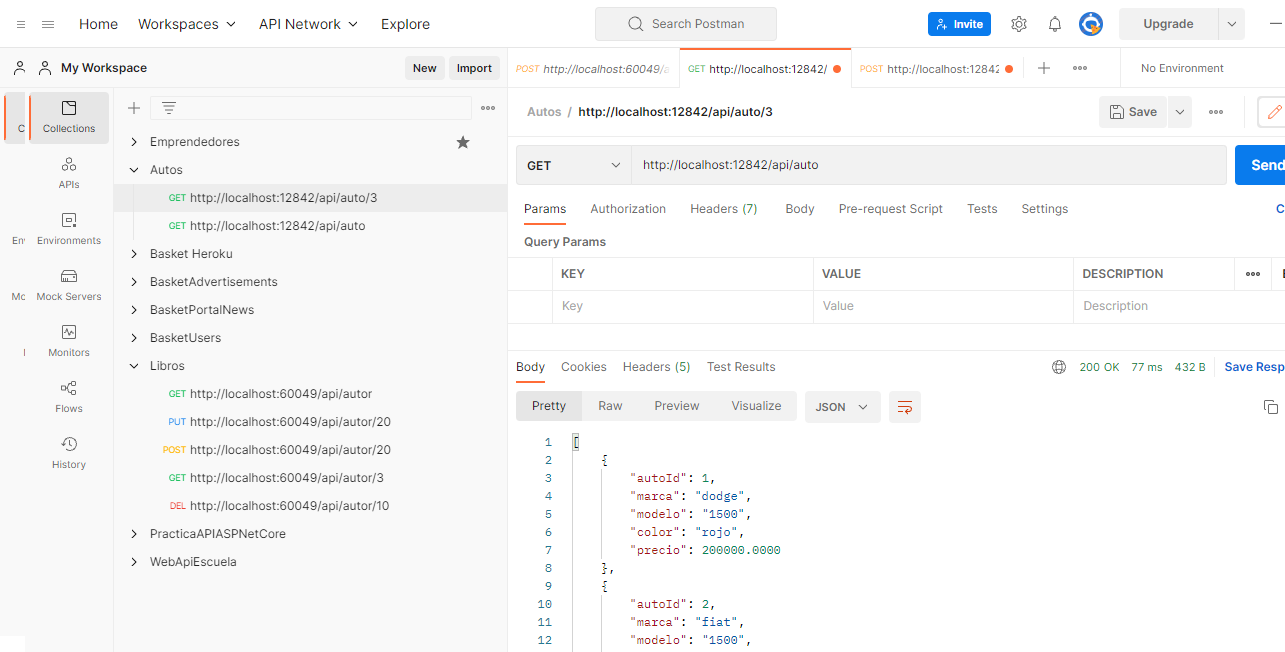 Home Workspaces API Network Explore Search Postman Invite Upgrade
My Workspace New Import POST http://localhost:60049/a GET http://localhost:12842/ POST http://localhost:12842 No Environment
C Collections
APIs
Env Environments
Mo Mock Servers
Monitors
Flows
History
Emprendedores
Autos
GET http://localhost:12842/api/auto/3
GET http://localhost:12842/api/auto
Basket Heroku
BasketAdvertisements
BasketPortalNews
BasketUsers
Libros
GET http://localhost:60049/api/autor
PUT http://localhost:60049/api/autor/20
POST http://localhost:60049/api/autor/20
GET http://localhost:60049/api/autor/3
DEL http://localhost:60049/api/autor/10
PracticaAPIASPNetCore
WebApiEscuela
Autos / http://localhost:12842/api/auto/3 Save
GET http://localhost:12842/api/auto Send
Params Authorization Headers (7) Body Pre-request Script Tests Settings C
Query Params
KEY VALUE DESCRIPTION
Key Value Description
Body Cookies Headers (5) Test Results 200 OK 77 ms 432 B Save Resp
Pretty Raw Preview Visualize JSON
1 [
2 {
3 "autoId": 1,
4 "marca": "dodge",
5 "modelo": "1500",
6 "color": "rojo",
7 "precio": 200000.0000
8 },
9 {
10 "autoId": 2,
11 "marca": "fiat",
12 "modelo": "1500",